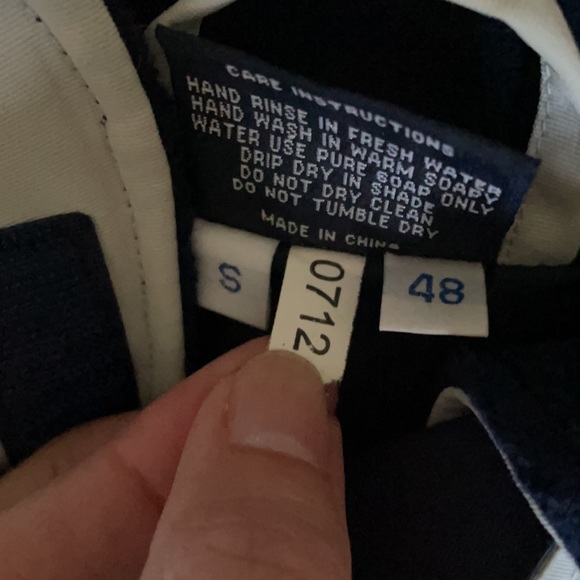 CARE INSTRUCTIONS
HAND RINSE IN FRESH WATER
HAND WASH IN WARM SOAPY
WATER USE PURE SOAP ONLY
DRIP DRY IN SHADE
DO NOT DRY CLEAN
DO NOT TUMBLE DRY
MADE IN CHINA
S
0712
48